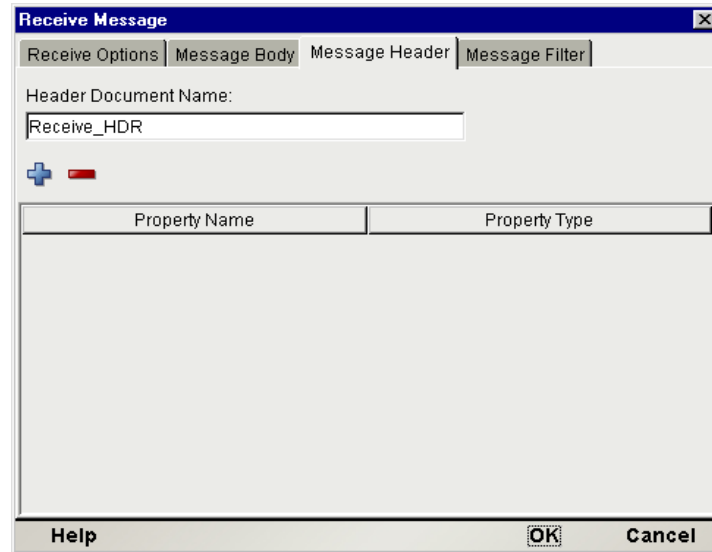 Receive Message
Receive Options Message Body Message Header Message Filter
Header Document Name:
Receive_HDR
Property Name Property Type
Help OK Cancel